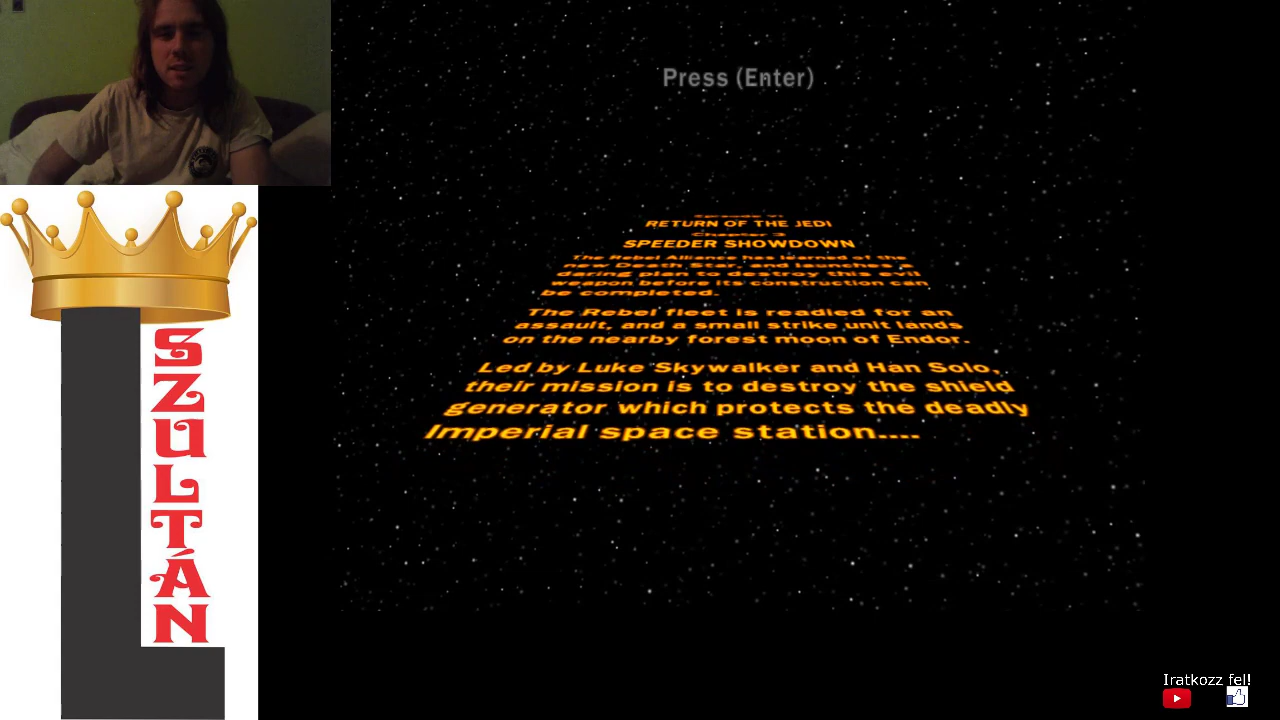 Press (Enter)
Episode VI
RETURN OF THE JEDI
Chapter 3
SPEEDER SHOWDOWN
The Rebel Alliance has learned of the
new Death Star, and launches a
daring plan to destroy this evil
weapon before its construction can
be completed.
The Rebel fleet is readied for an
assault, and a small strike unit lands
on the nearby forest moon of Endor.
Led by Luke Skywalker and Han Solo,
their mission is to destroy the shield
generator which protects the deadly
Imperial space station....
L
SZULTÁN
Iratkozz fel!